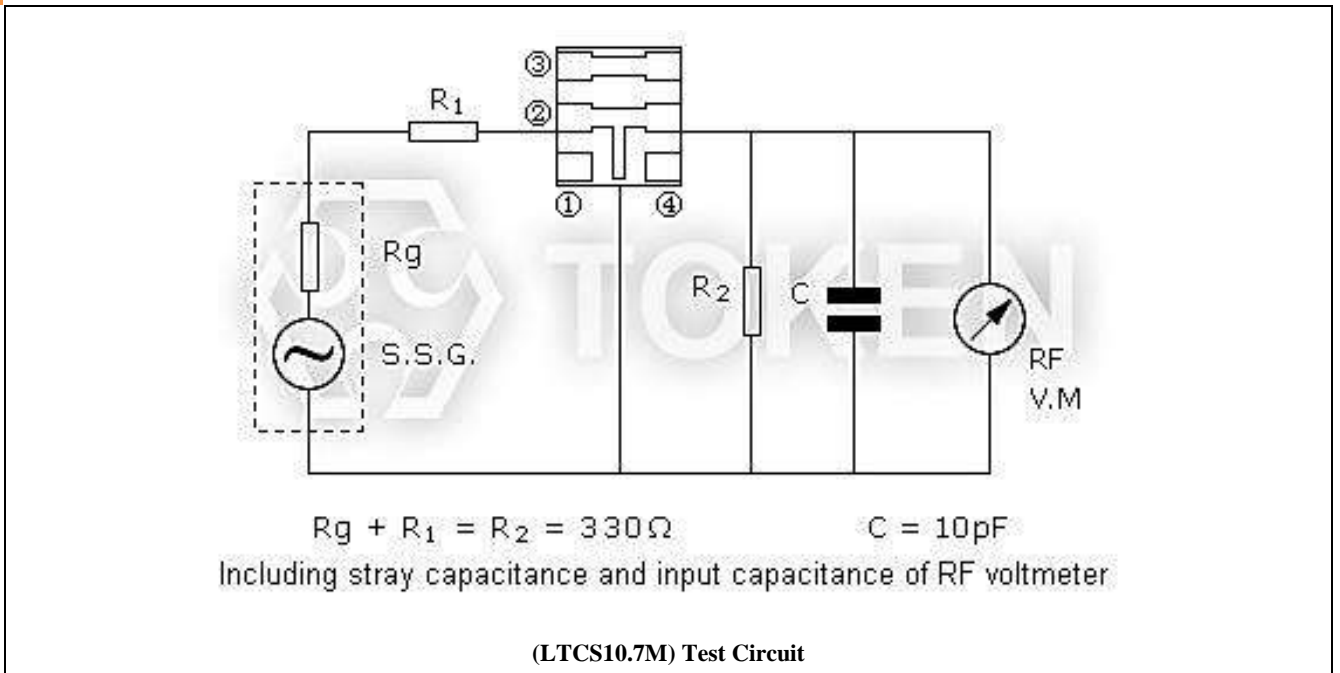 ③
②
R₁
①
④
Rg
TOKEN
R₂
C
S.S.G.
RF
V.M
Rg + R₁ = R₂ = 330Ω
C = 10pF
Including stray capacitance and input capacitance of RF voltmeter
(LTCS10.7M) Test Circuit